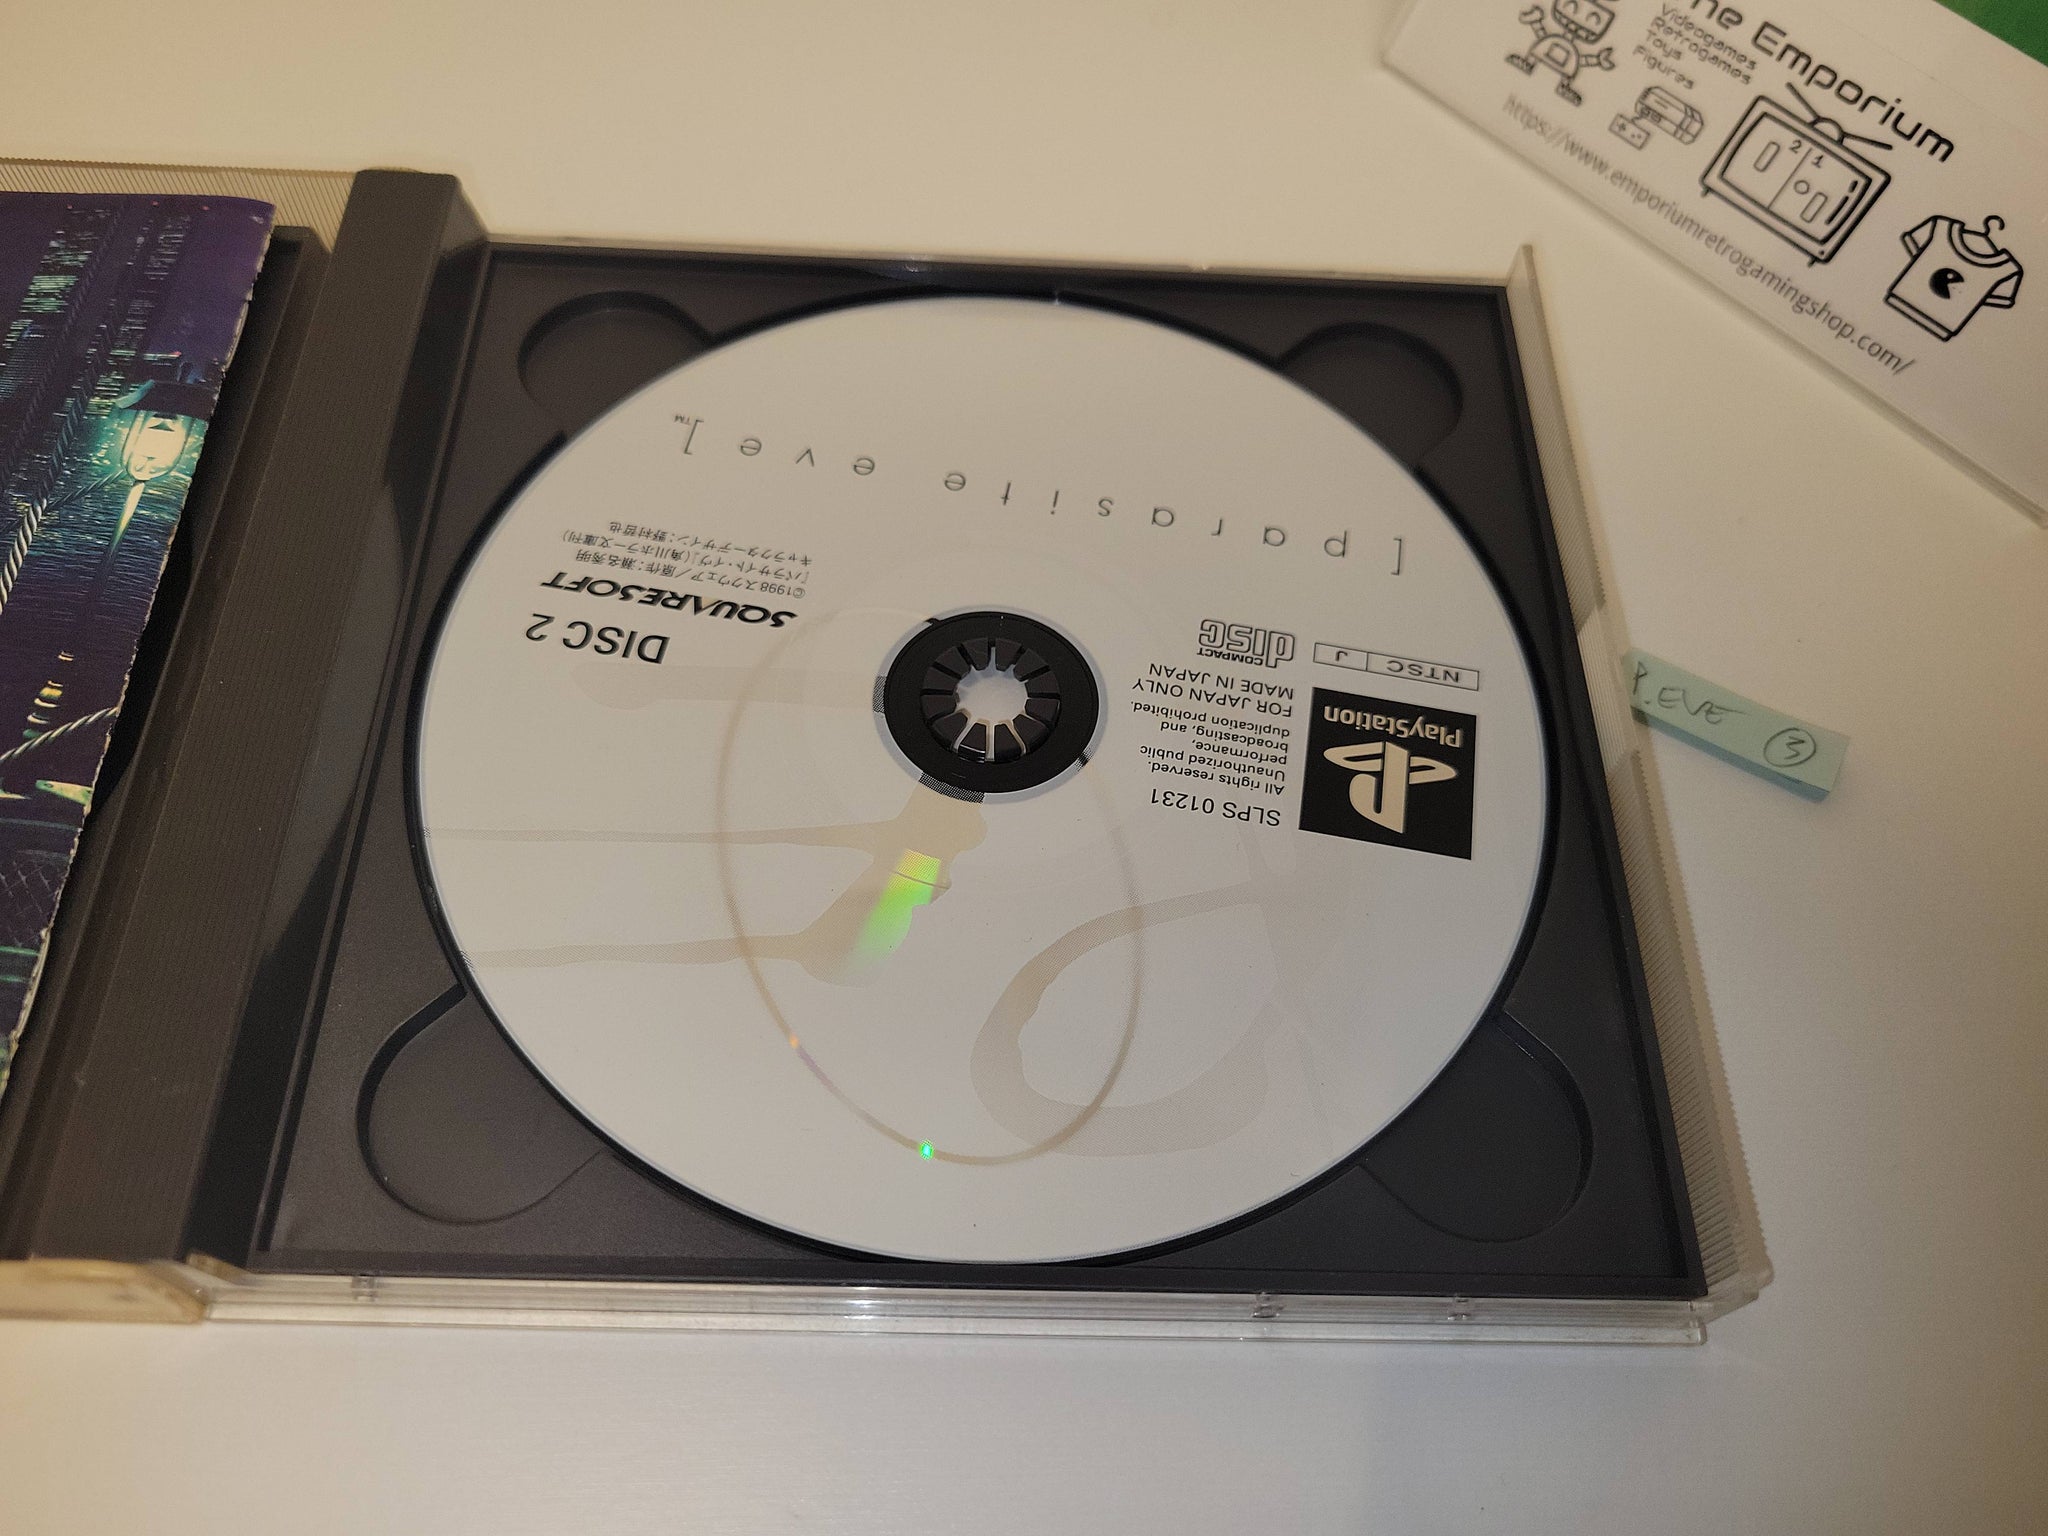 The Emporium
Videogames
Retrogames
Toys
Figures
https://www.emporiumretrogamingshop.com/
2 1
P.EVE 3
[parasite eve]™
NTSC J
COMPACT
disc
PlayStation
FOR JAPAN ONLY
MADE IN JAPAN
All rights reserved.
Unauthorized public
performance,
broadcasting, and
duplication prohibited.
SLPS 01231
DISC 2
SQUARESOFT
©1998 スクウェア／原作：瀬名秀明
『パラサイト・イヴ』(角川ホラー文庫刊)
キャラクターデザイン：野村哲也